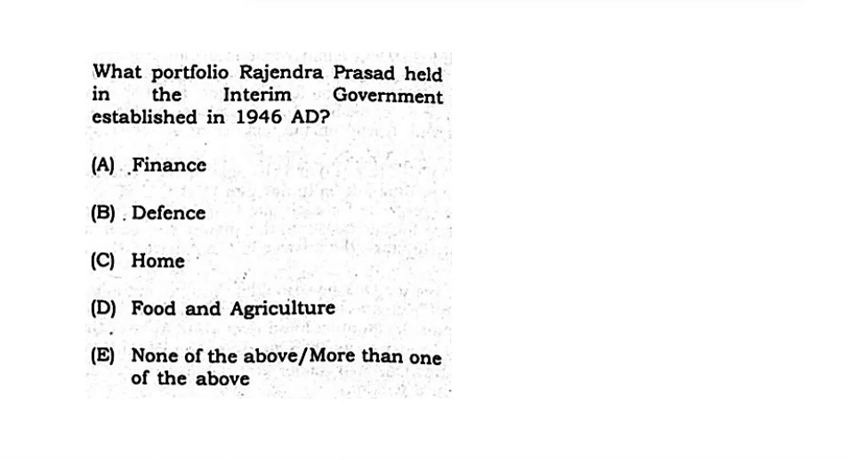 What portfolio Rajendra Prasad held
in the Interim Government
established in 1946 AD?
(A) Finance
(B) Defence
(C) Home
(D) Food and Agriculture
(E) None of the above/More than one
of the above